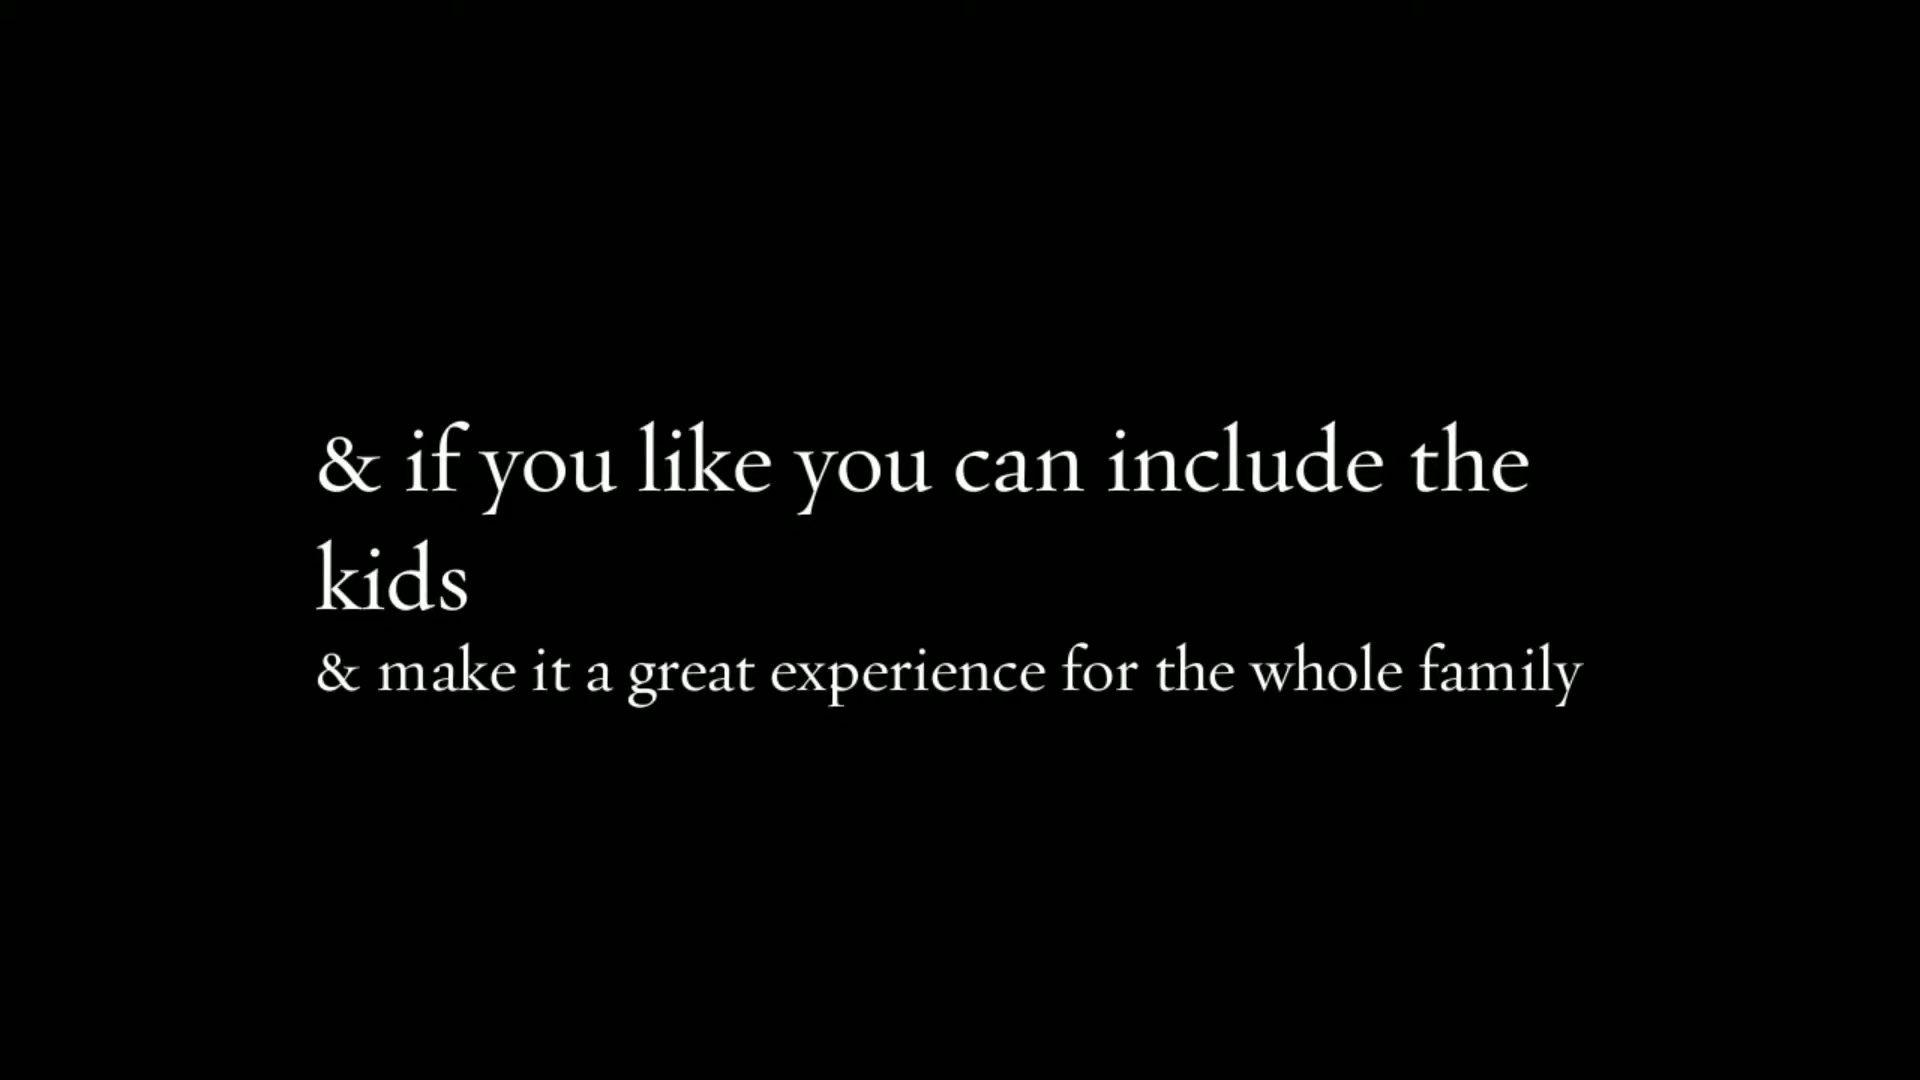 & if you like you can include the
kids
& make it a great experience for the whole family